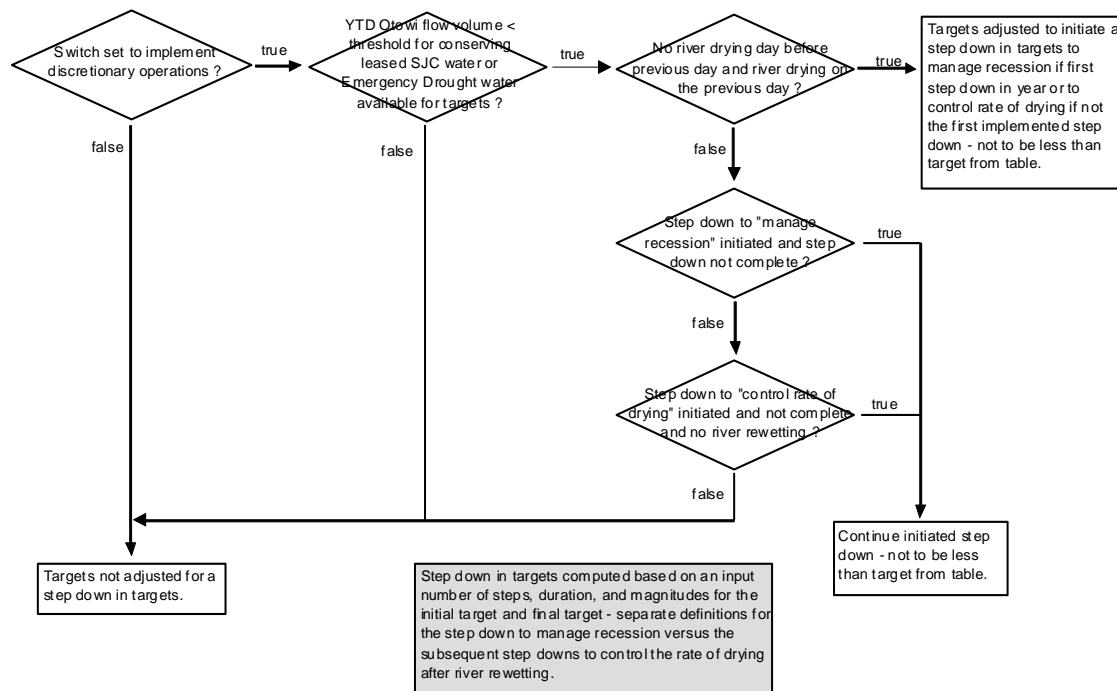 Switch set to implement
discretionary operations ?
true
false
YTD Otowi flow volume <
threshold for conserving
leased SJC water or
Emergency Drought water
available for targets ?
true
false
No river drying day before
previous day and river drying on
the previous day ?
true
false
Targets adjusted to initiate a
step down in targets to
manage recession if first
step down in year or to
control rate of drying if not
the first implemented step
down - not to be less than
target from table.
Step down to "manage
recession" initiated and step
down not complete ?
true
false
Step down to "control rate of
drying" initiated and not complete
and no river rewetting ?
true
false
Continue initiated step
down - not to be less
than target from table.
Targets not adjusted for a
step down in targets.
Step down in targets computed based on an input
number of steps, duration, and magnitudes for the
initial target and final target - separate definitions for
the step down to manage recession versus the
subsequent step downs to control the rate of drying
after river rewetting.